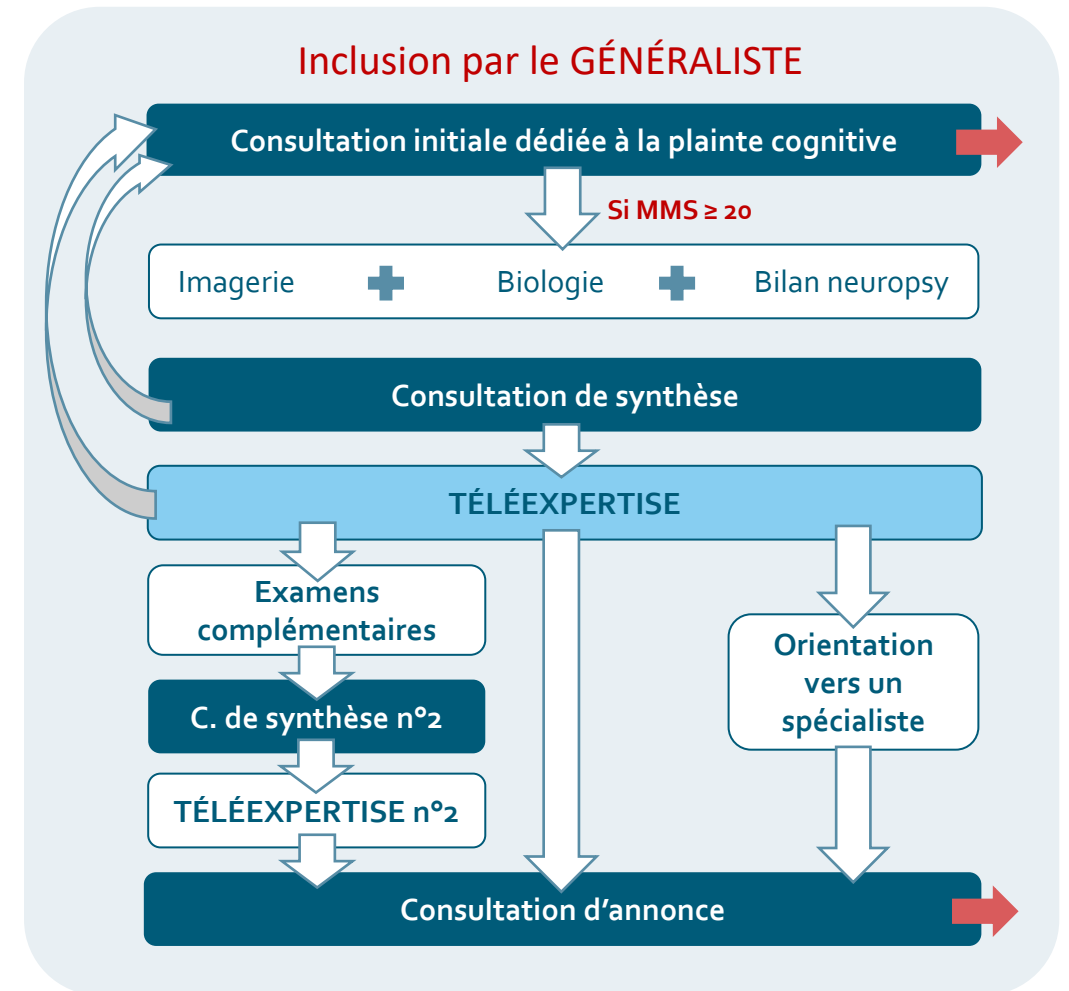 Inclusion par le GÉNÉRALISTE
Consultation initiale dédiée à la plainte cognitive
Si MMS ≥ 20
Imagerie Biologie Bilan neuropsy
Consultation de synthèse
TÉLÉEXPERTISE
Examens
complémentaires
C. de synthèse n°2
TÉLÉEXPERTISE n°2
Orientation
vers un
spécialiste
Consultation d’annonce